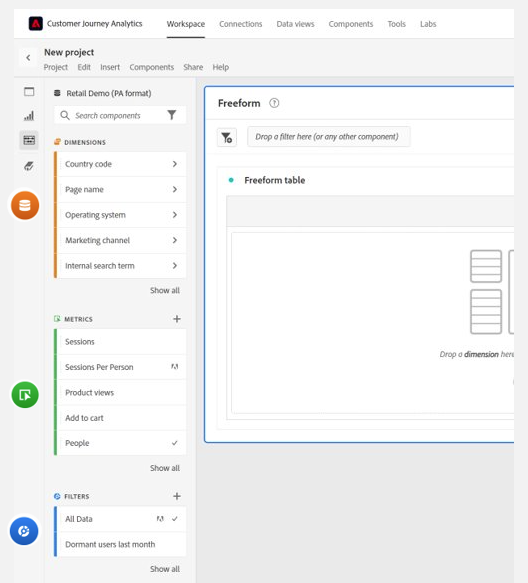 Customer Journey Analytics
Workspace
Connections
Data views
Components
Tools
Labs
New project
Project Edit Insert Components Share Help
Retail Demo (PA format)
Search components
DIMENSIONS
Country code
Page name
Operating system
Marketing channel
Internal search term
Show all
METRICS
Sessions
Sessions Per Person
Product views
Add to cart
People
Show all
FILTERS
All Data
Dormant users last month
Show all
Freeform
Drop a filter here (or any other component)
Freeform table
Drop a dimension here